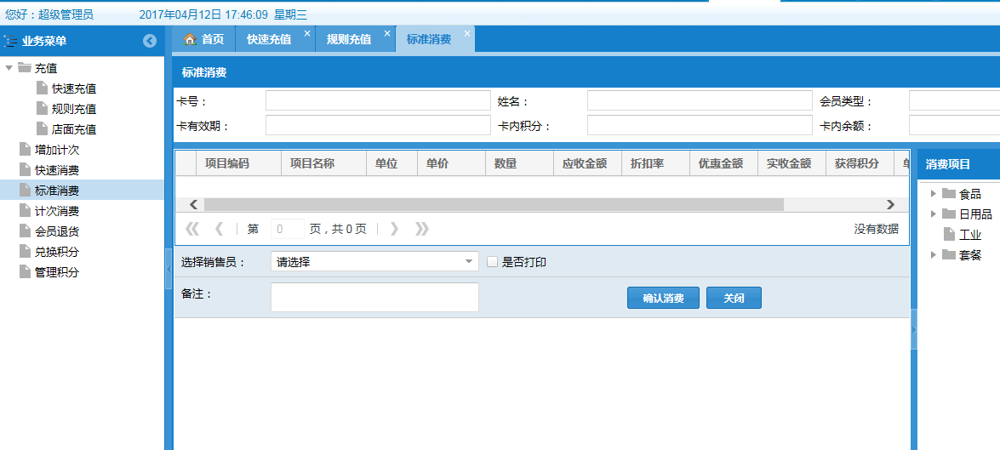 您好：超级管理员 2017年04月12日 17:46:09 星期三
业务菜单 首页 快速充值 × 规则充值 × 标准消费 ×
充值
快速充值
规则充值
店面充值
增加计次
快速消费
标准消费
计次消费
会员退货
兑换积分
管理积分
标准消费
卡号： 姓名： 会员类型：
卡有效期： 卡内积分： 卡内余额：
项目编码 项目名称 单位 单价 数量 应收金额 折扣率 优惠金额 实收金额 获得积分
第 0 页，共 0 页 没有数据
选择销售员： 请选择 是否打印
备注： 确认消费 关闭
消费项目
食品
日用品
工业
套餐